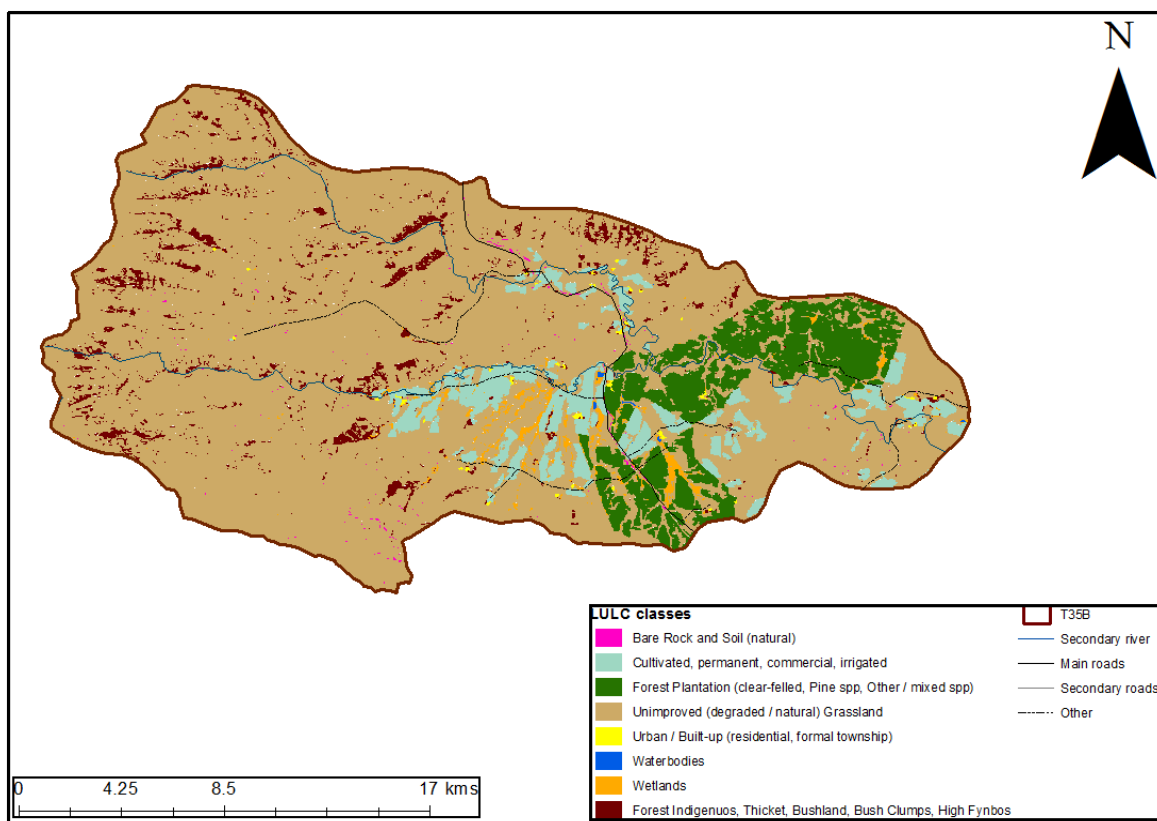 N
LULC classes
Bare Rock and Soil (natural)
Cultivated, permanent, commercial, irrigated
Forest Plantation (clear-felled, Pine spp, Other / mixed spp)
Unimproved (degraded / natural) Grassland
Urban / Built-up (residential, formal township)
Waterbodies
Wetlands
Forest Indigenuos, Thicket, Bushland, Bush Clumps, High Fynbos
T35B
Secondary river
Main roads
Secondary roads
Other
0 4.25 8.5 17 kms